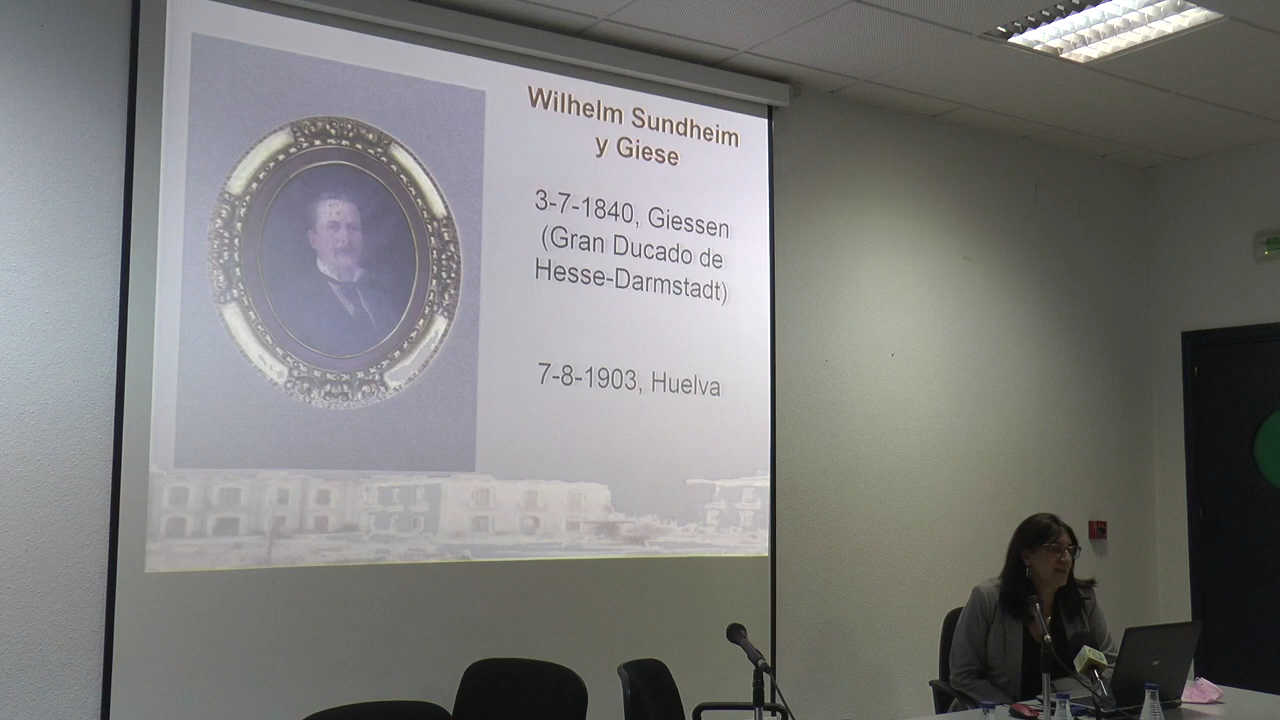 Wilhelm Sundheim
y Giese
3-7-1840, Giessen
(Gran Ducado de
Hesse-Darmstadt)
7-8-1903, Huelva